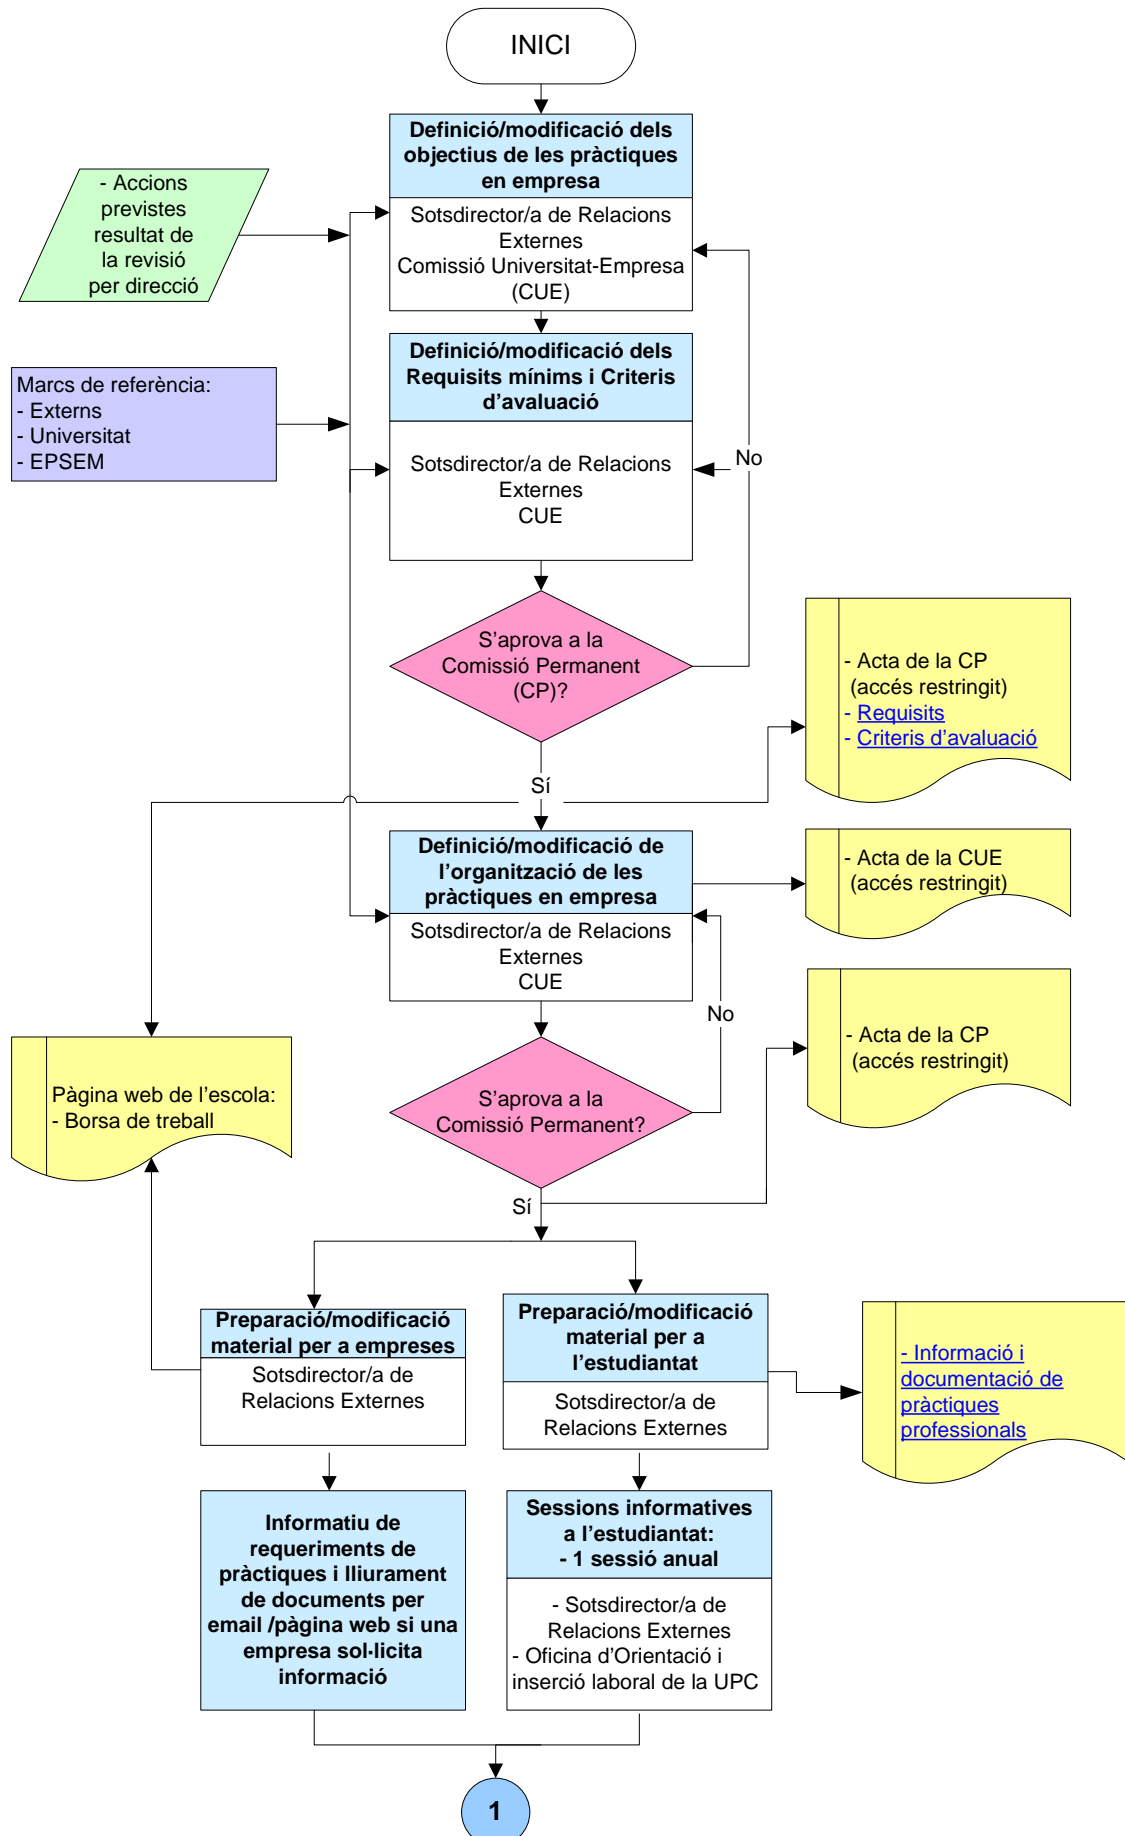 INICI
Definició/modificació dels
objectius de les pràctiques
en empresa
Sotsdirector/a de Relacions
Externes
Comissió Universitat-Empresa
(CUE)
- Accions
previstes
resultat de
la revisió
per direcció
Definició/modificació dels
Requisits mínims i Criteris
d’avaluació
Sotsdirector/a de Relacions
Externes
CUE
Marcs de referència:
- Externs
- Universitat
- EPSEM
No
S’aprova a la
Comissió Permanent
(CP)?
- Acta de la CP
(accés restringit)
- Requisits
- Criteris d’avaluació
Sí
Definició/modificació de
l’organització de les
pràctiques en empresa
Sotsdirector/a de Relacions
Externes
CUE
- Acta de la CUE
(accés restringit)
No
- Acta de la CP
(accés restringit)
Pàgina web de l’escola:
- Borsa de treball
S’aprova a la
Comissió Permanent?
Sí
Preparació/modificació
material per a empreses
Sotsdirector/a de
Relacions Externes
Preparació/modificació
material per a
l’estudiantat
Sotsdirector/a de
Relacions Externes
- Informació i
documentació de
pràctiques
professionals
Informatiu de
requeriments de
pràctiques i lliurament
de documents per
email /pàgina web si una
empresa sol·licita
informació
Sessions informatives
a l’estudiantat:
- 1 sessió anual
- Sotsdirector/a de
Relacions Externes
- Oficina d’Orientació i
inserció laboral de la UPC
1